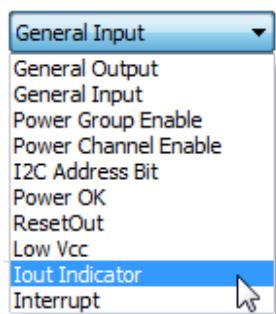 General Input
General Output
General Input
Power Group Enable
Power Channel Enable
I2C Address Bit
Power OK
ResetOut
Low Vcc
Iout Indicator
Interrupt